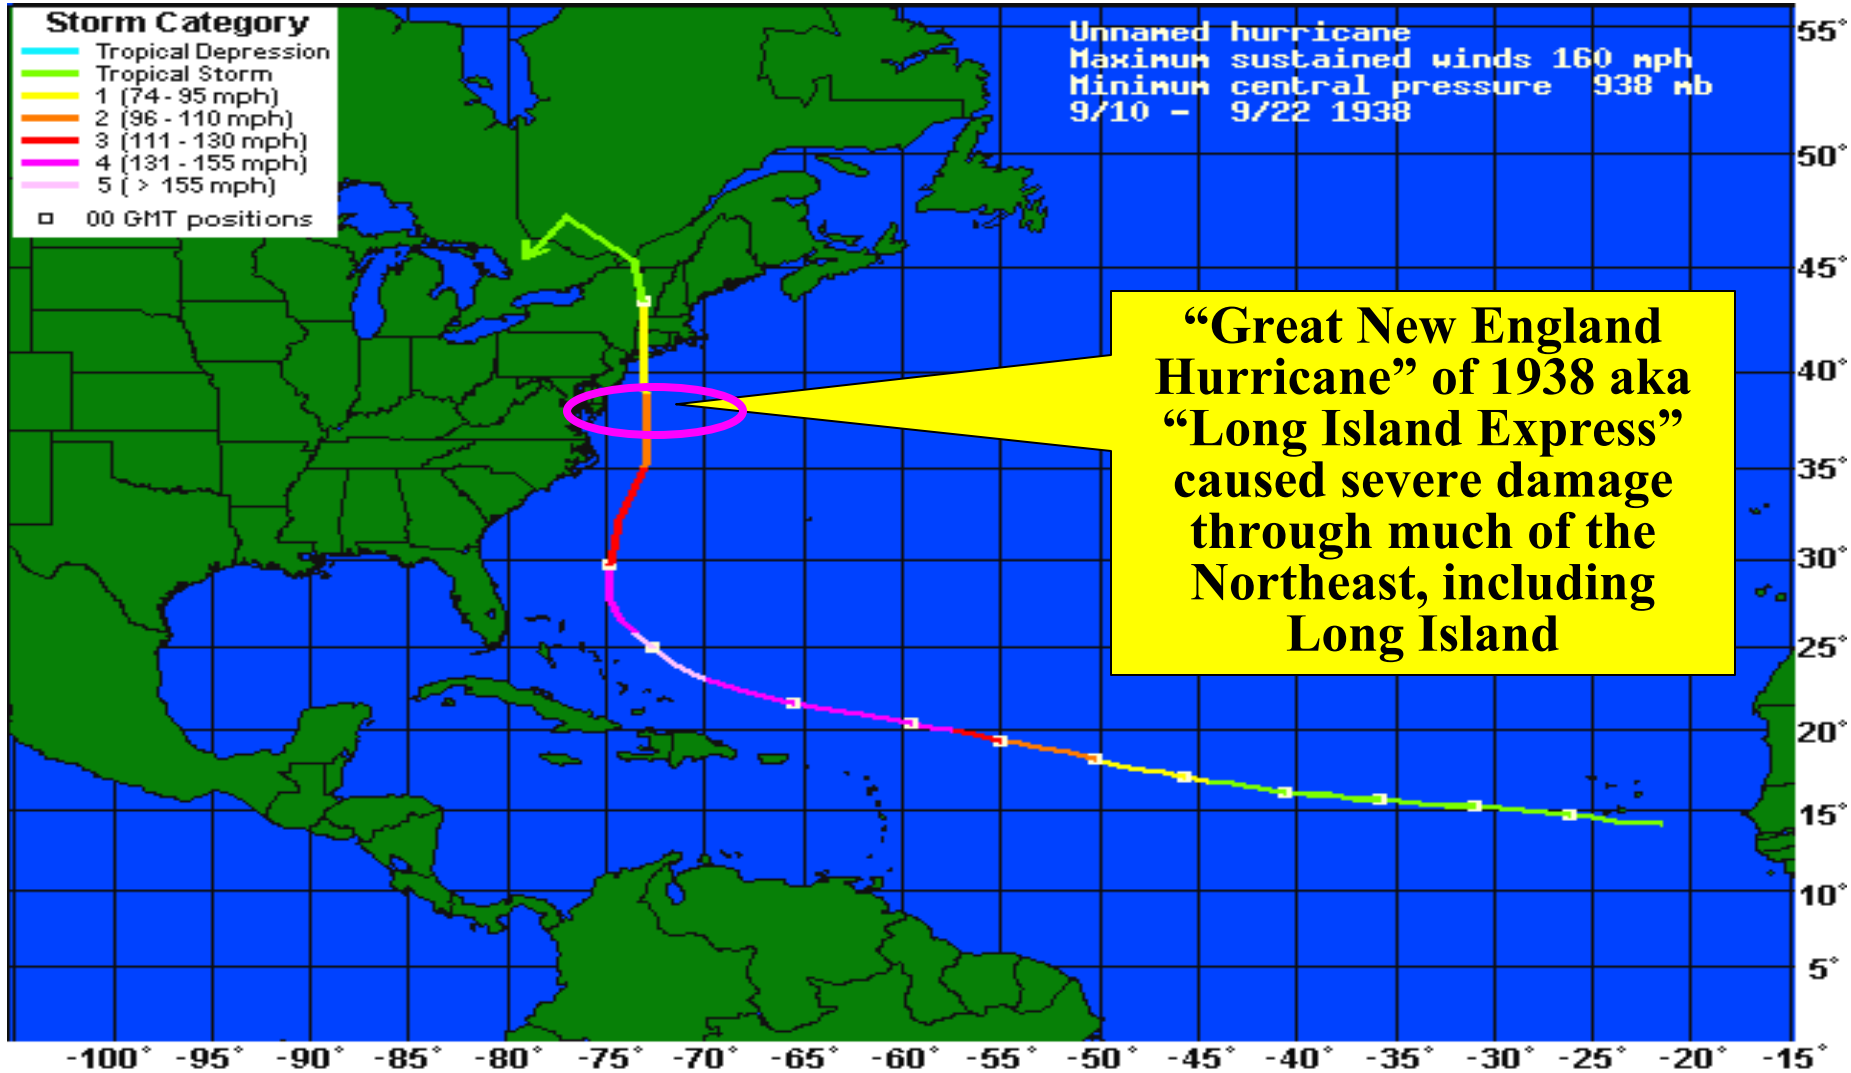 Storm Category
Tropical Depression
Tropical Storm
1 (74 - 95 mph)
2 (96 - 110 mph)
3 (111 - 130 mph)
4 (131 - 155 mph)
5 ( > 155 mph)
00 GMT positions
Unnamed hurricane
Maximum sustained winds 160 mph
Minimum central pressure 938 mb
9/10 - 9/22 1938
“Great New England
Hurricane” of 1938 aka
“Long Island Express”
caused severe damage
through much of the
Northeast, including
Long Island
55°
50°
45°
40°
35°
30°
25°
20°
15°
10°
5°
-100° -95° -90° -85° -80° -75° -70° -65° -60° -55° -50° -45° -40° -35° -30° -25° -20° -15°